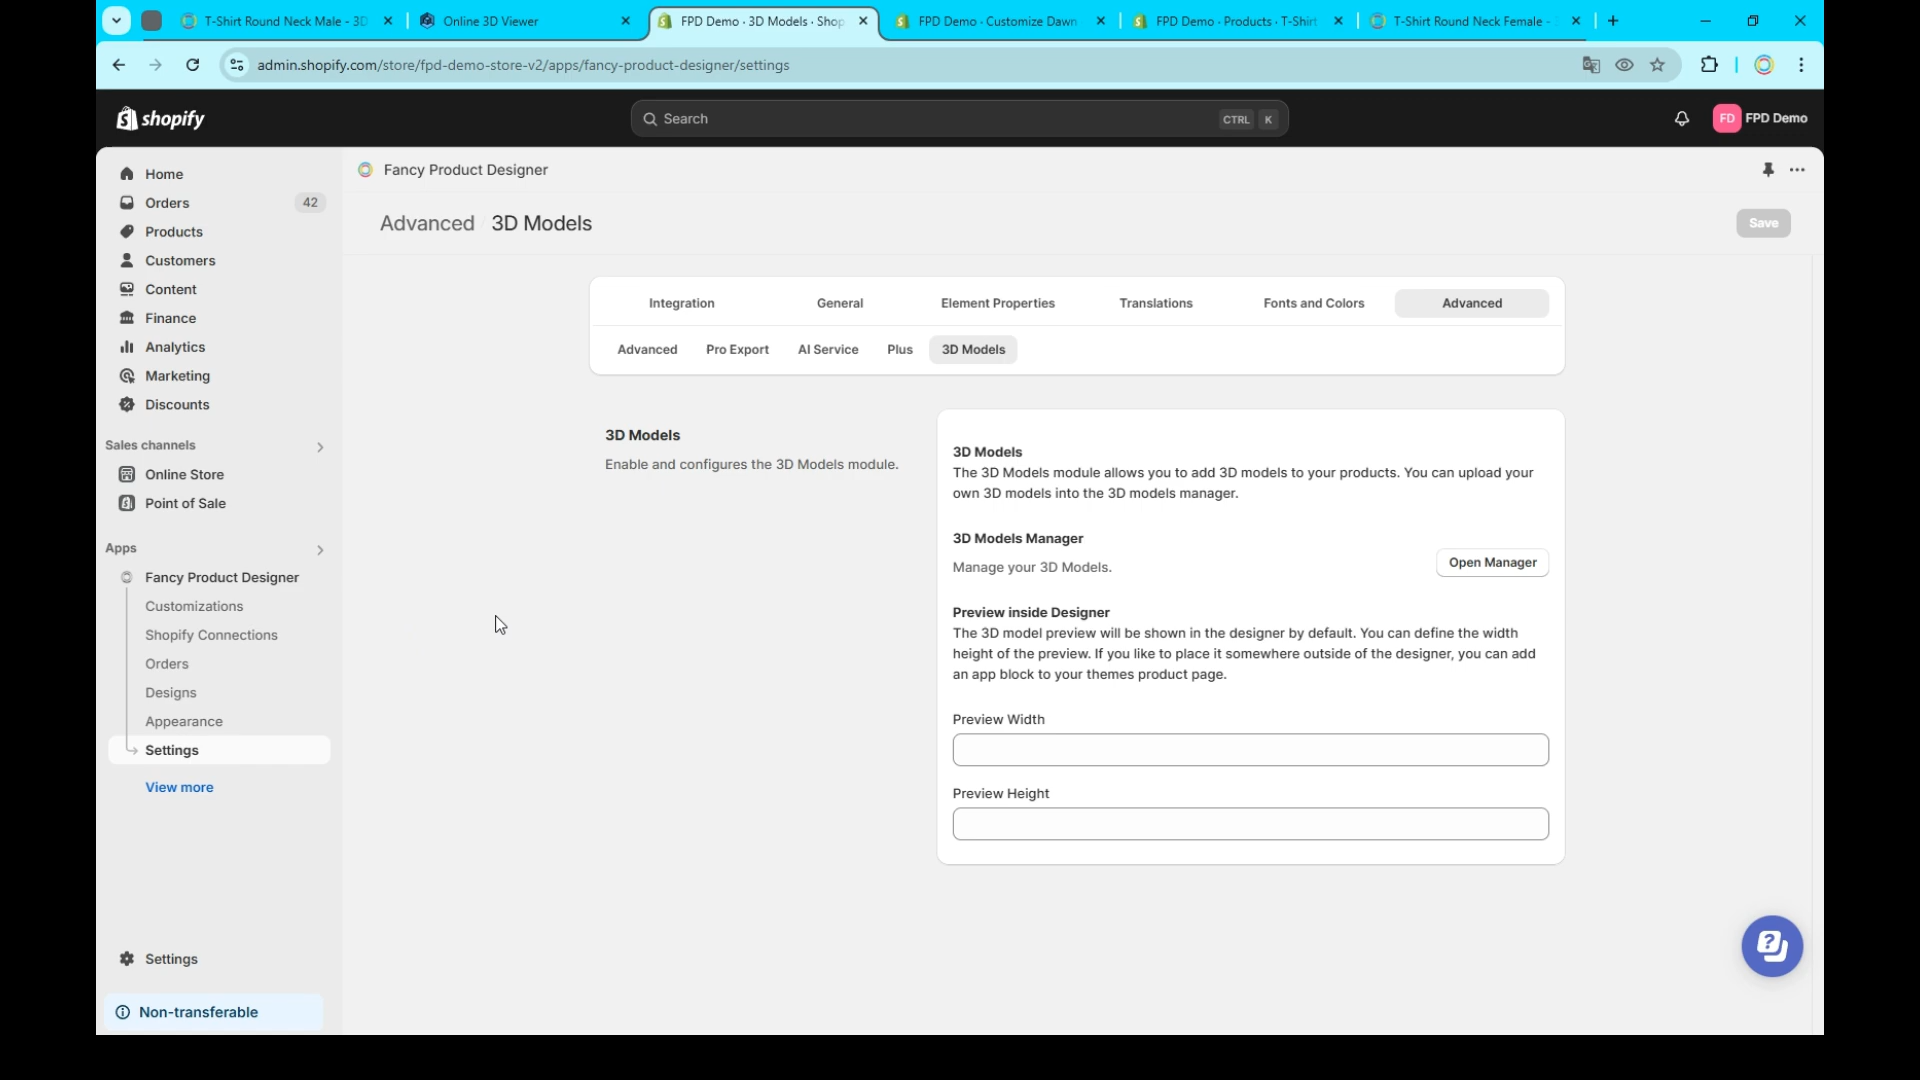 T-Shirt Round Neck Male - 3D
Online 3D Viewer
FPD Demo · 3D Models · Shop
FPD Demo · Customize Dawn
FPD Demo · Products · T-Shirt
T-Shirt Round Neck Female -
admin.shopify.com/store/fpd-demo-store-v2/apps/fancy-product-designer/settings
shopify
Search
CTRL K
FD FPD Demo
Home
Orders 42
Products
Customers
Content
Finance
Analytics
Marketing
Discounts
Sales channels
Online Store
Point of Sale
Apps
Fancy Product Designer
Customizations
Shopify Connections
Orders
Designs
Appearance
Settings
View more
Settings
Non-transferable
Fancy Product Designer
Advanced 3D Models
Save
Integration General Element Properties Translations Fonts and Colors Advanced
Advanced Pro Export AI Service Plus 3D Models
3D Models
Enable and configures the 3D Models module.
3D Models
The 3D Models module allows you to add 3D models to your products. You can upload your
own 3D models into the 3D models manager.
3D Models Manager
Manage your 3D Models.
Open Manager
Preview inside Designer
The 3D model preview will be shown in the designer by default. You can define the width
height of the preview. If you like to place it somewhere outside of the designer, you can add
an app block to your themes product page.
Preview Width
Preview Height